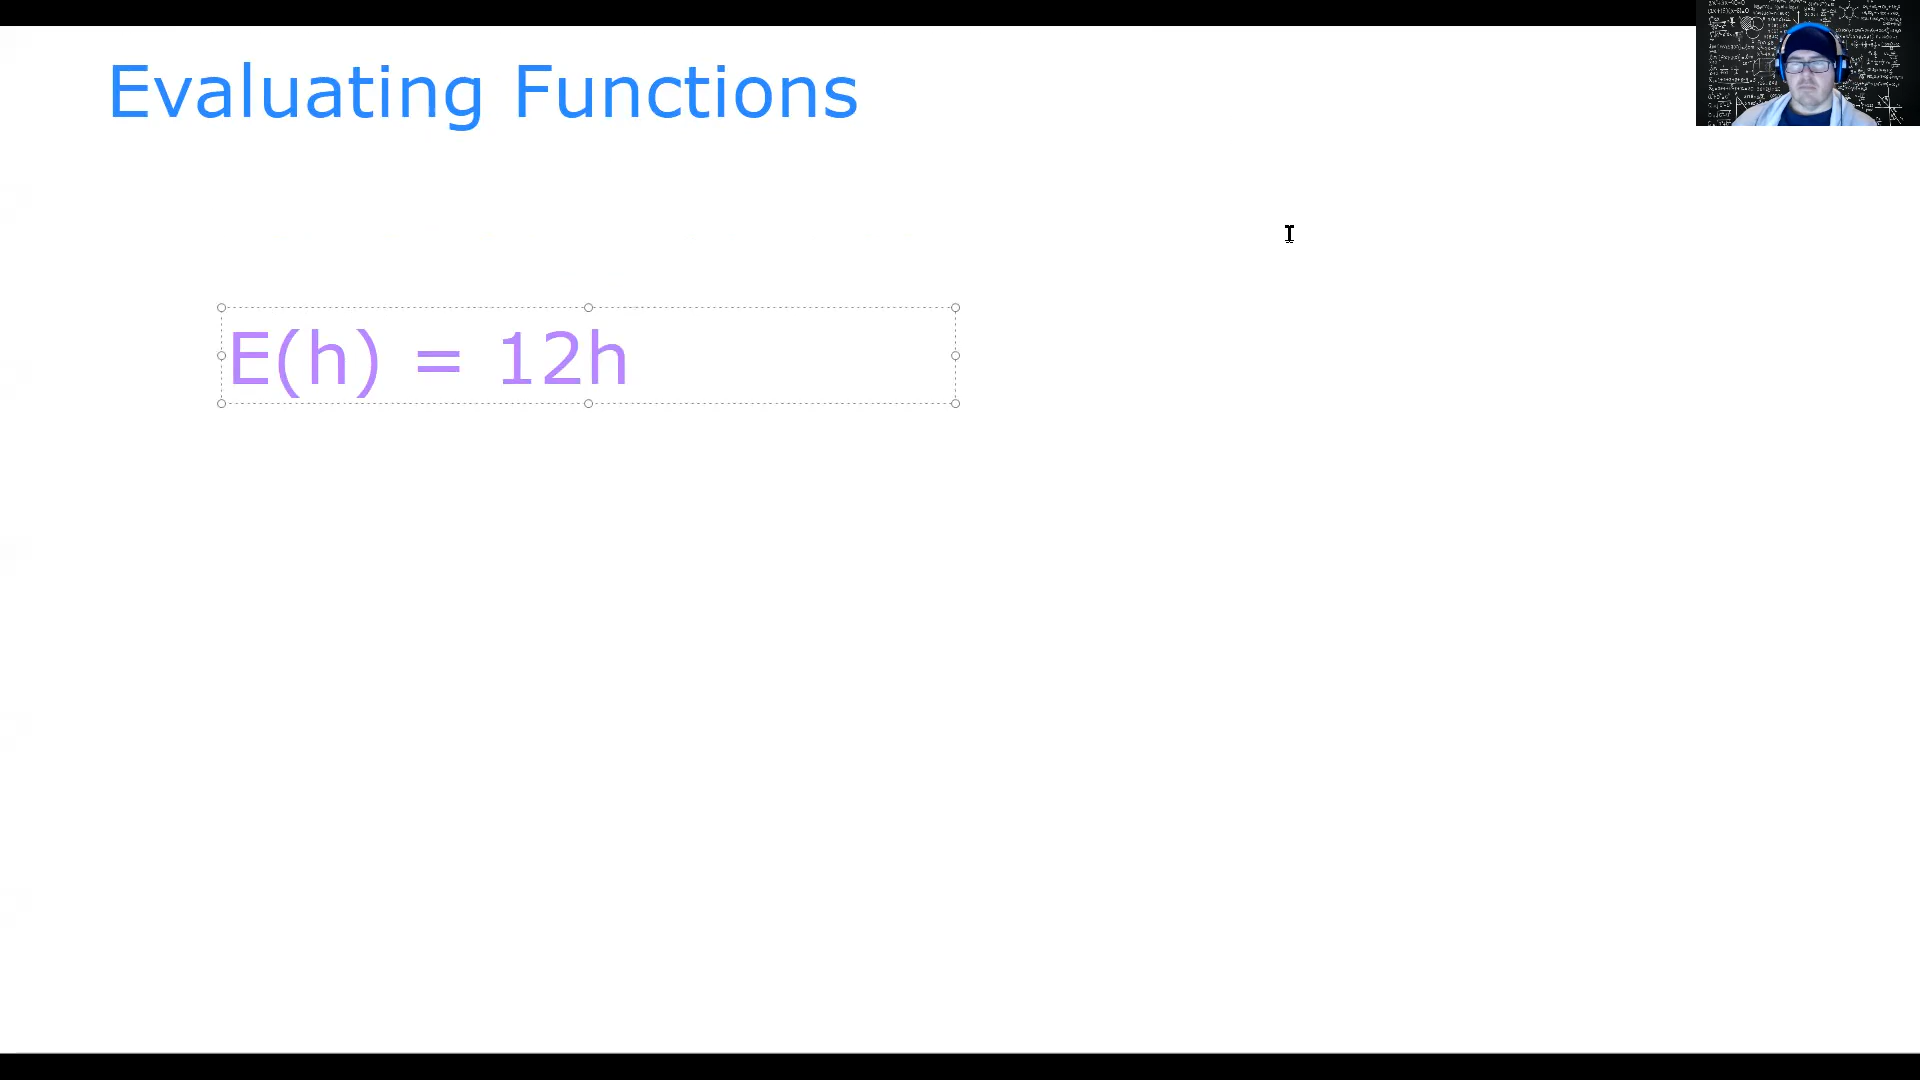 Evaluating Functions
E(h) = 12h